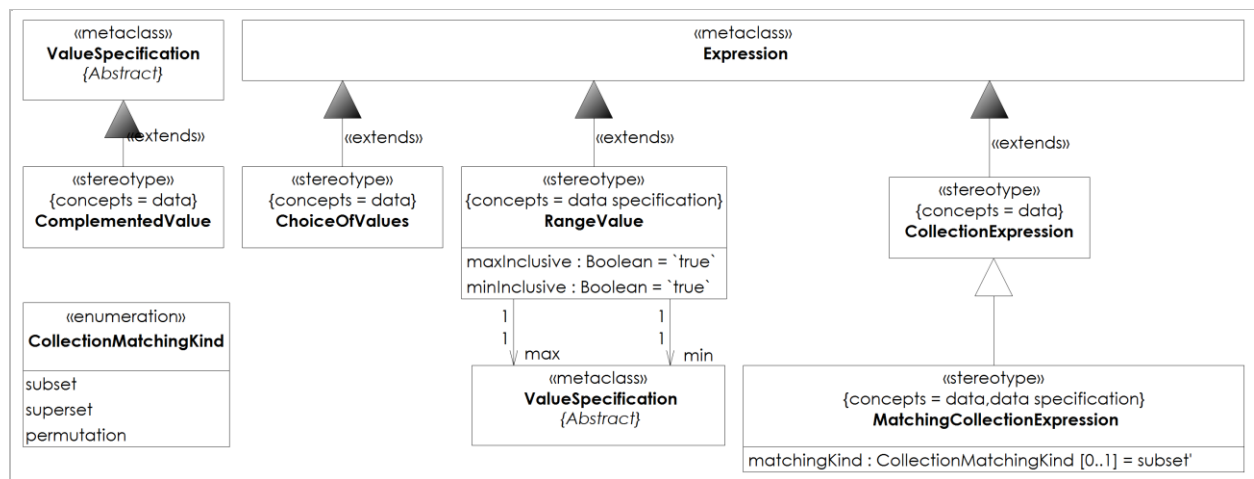 «metaclass»
ValueSpecification
{Abstract}
«metaclass»
Expression
«extends»
«extends»
«extends»
«extends»
«stereotype»
{concepts = data}
ComplementedValue
«stereotype»
{concepts = data}
ChoiceOfValues
«stereotype»
{concepts = data specification}
RangeValue
maxInclusive : Boolean = `true`
minInclusive : Boolean = `true`
«stereotype»
{concepts = data}
CollectionExpression
«enumeration»
CollectionMatchingKind
subset
superset
permutation
1
1
max
1
1
min
«metaclass»
ValueSpecification
{Abstract}
«stereotype»
{concepts = data,data specification}
MatchingCollectionExpression
matchingKind : CollectionMatchingKind [0..1] = subset'